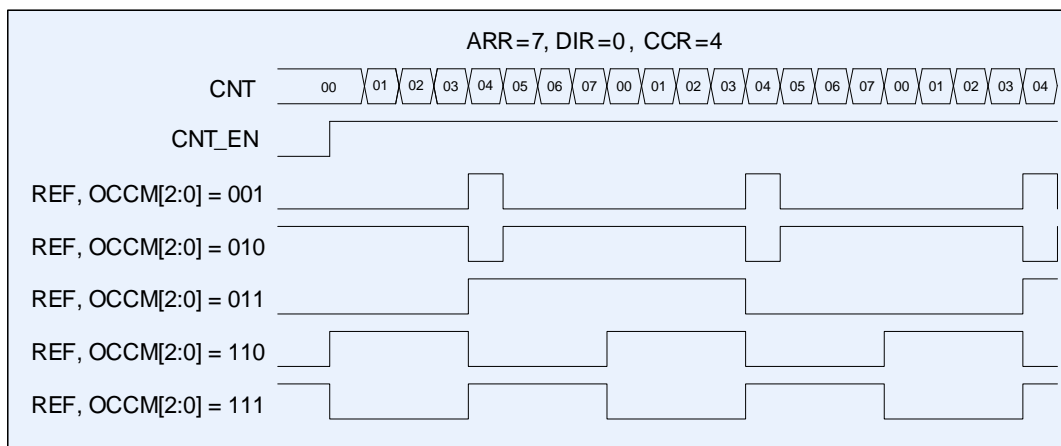 ARR=7, DIR=0, CCR=4
CNT 00 01 02 03 04 05 06 07 00 01 02 03 04 05 06 07 00 01 02 03 04
CNT_EN
REF, OCCM[2:0] = 001
REF, OCCM[2:0] = 010
REF, OCCM[2:0] = 011
REF, OCCM[2:0] = 110
REF, OCCM[2:0] = 111